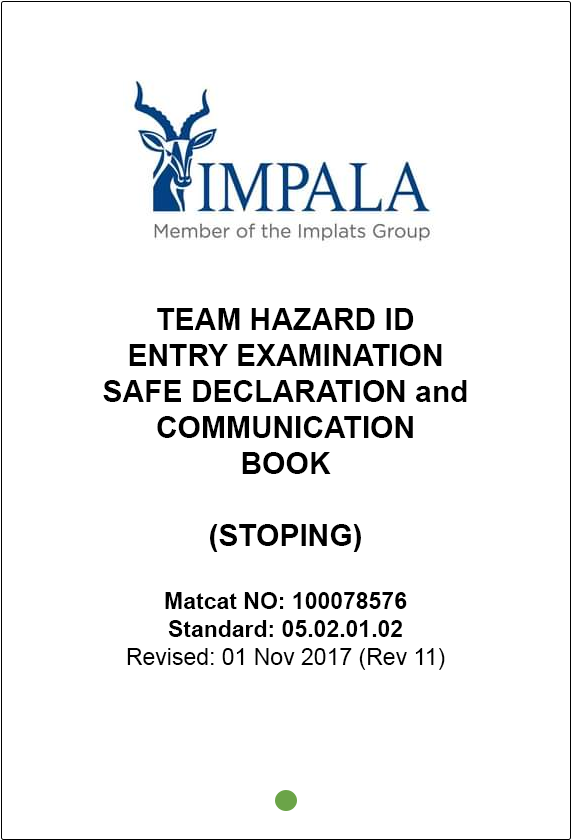 IMPALA
Member of the Implats Group
TEAM HAZARD ID
ENTRY EXAMINATION
SAFE DECLARATION and
COMMUNICATION
BOOK
(STOPING)
Matcat NO: 100078576
Standard: 05.02.01.02
Revised: 01 Nov 2017 (Rev 11)